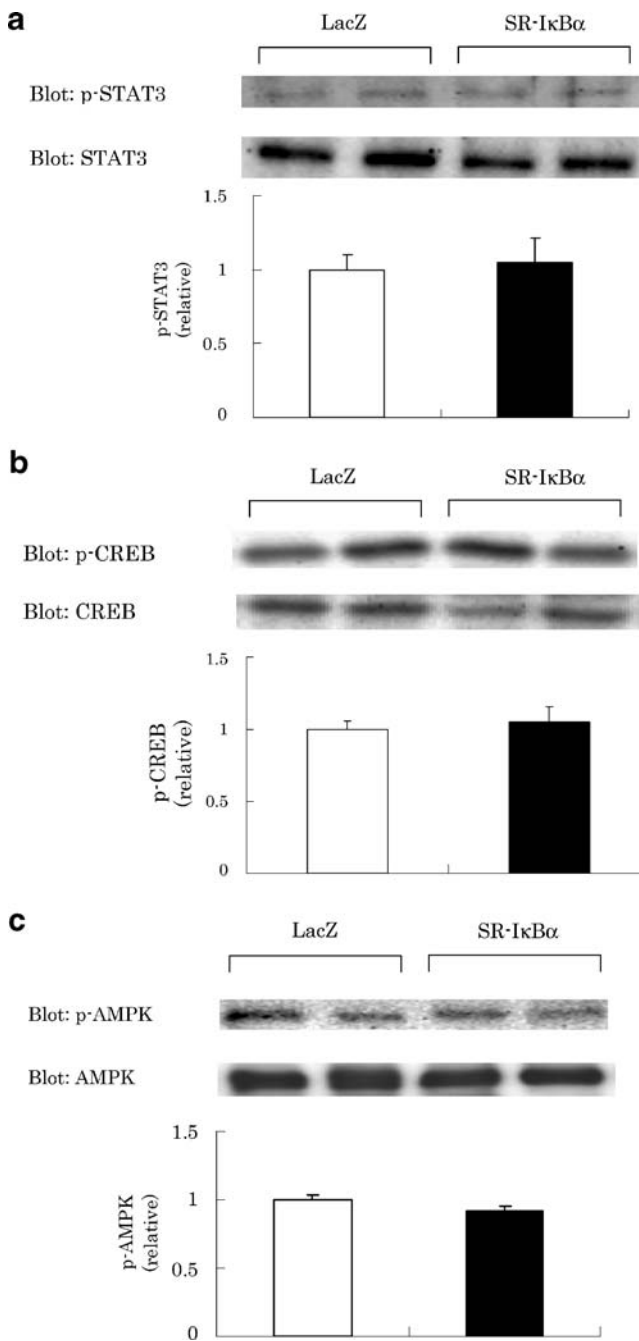 a
LacZ SR-IκBα
Blot: p-STAT3
Blot: STAT3
1.5
1
0.5
0
p-STAT3
(relative)
b
LacZ SR-IκBα
Blot: p-CREB
Blot: CREB
1.5
1
0.5
0
p-CREB
(relative)
c
LacZ SR-IκBα
Blot: p-AMPK
Blot: AMPK
1.5
1
0.5
0
p-AMPK
(relative)